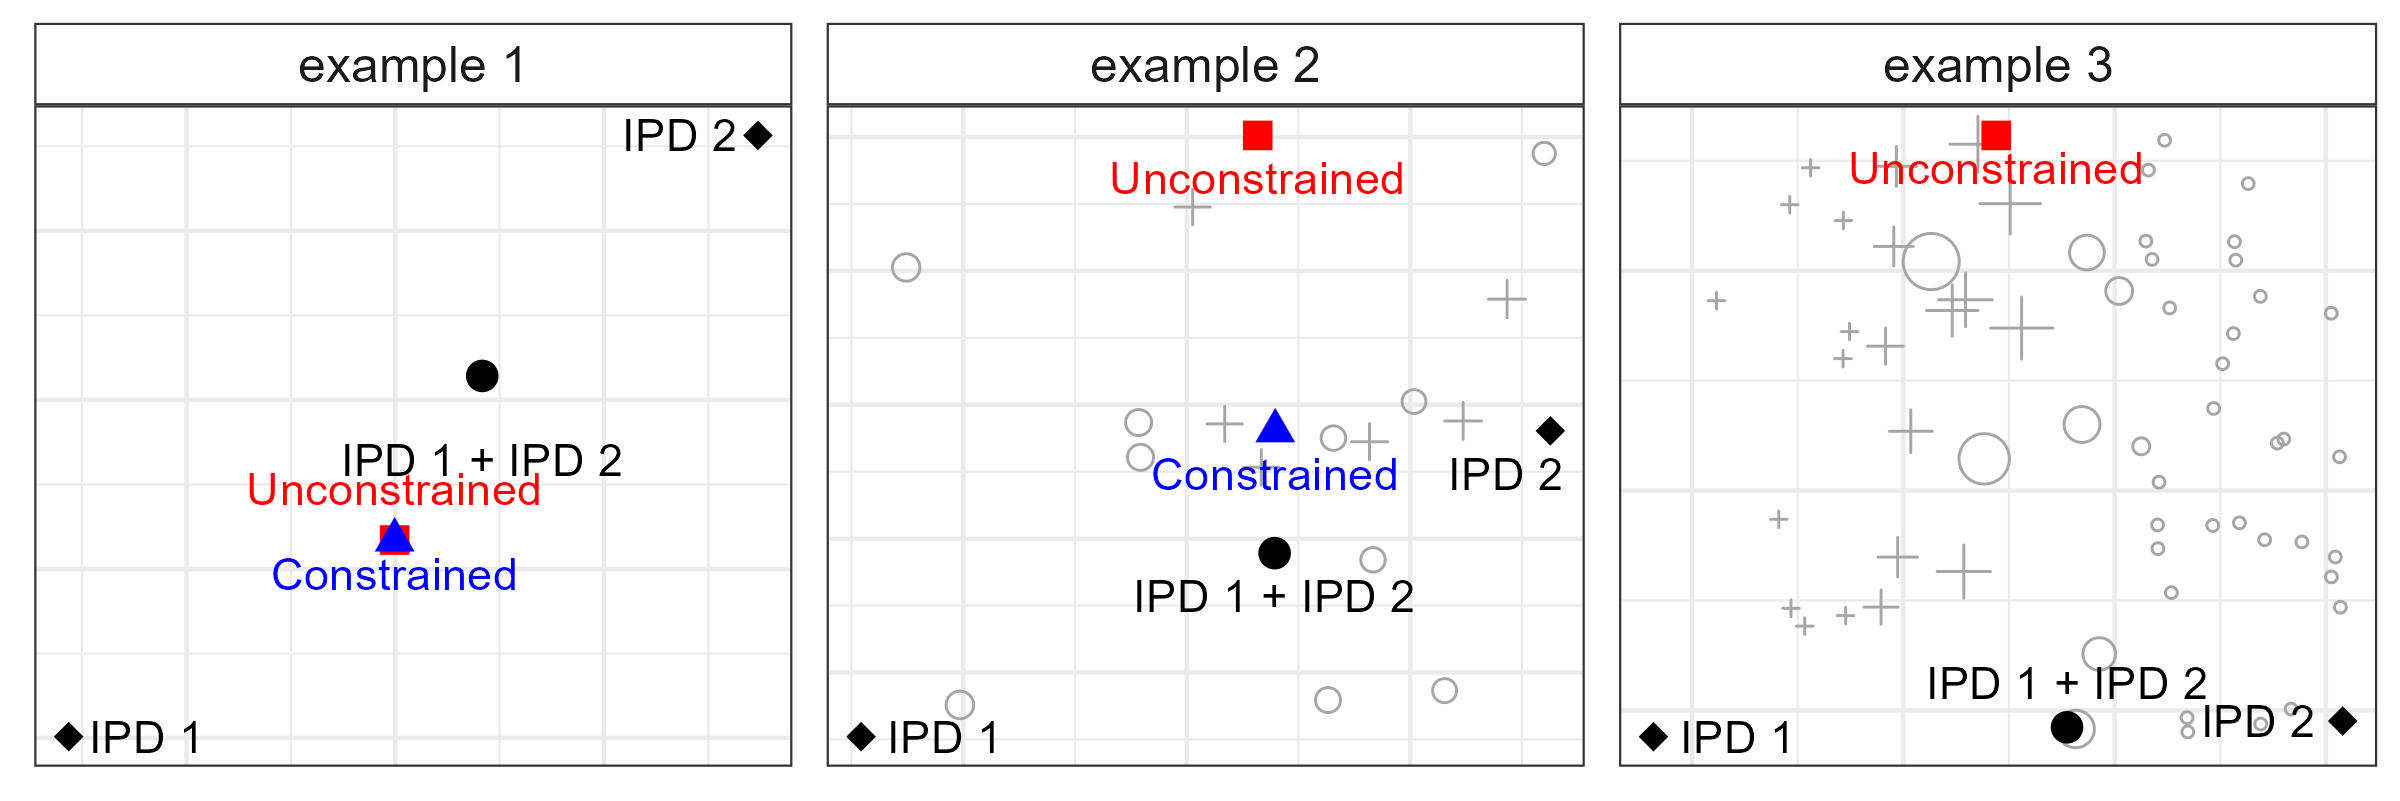 example 1
IPD 2
IPD 1 + IPD 2
Unconstrained
Constrained
IPD 1
example 2
Unconstrained
Constrained
IPD 2
IPD 1 + IPD 2
IPD 1
example 3
Unconstrained
IPD 1 + IPD 2
IPD 2
IPD 1